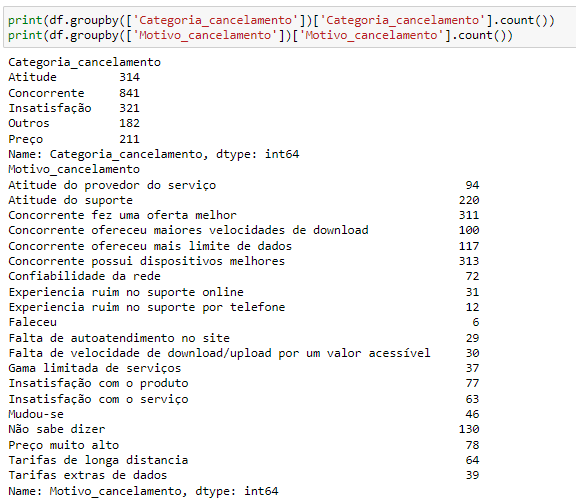 print(df.groupby(['Categoria_cancelamento'])['Categoria_cancelamento'].count())
print(df.groupby(['Motivo_cancelamento'])['Motivo_cancelamento'].count())
Categoria_cancelamento
Atitude 314
Concorrente 841
Insatisfação 321
Outros 182
Preço 211
Name: Categoria_cancelamento, dtype: int64
Motivo_cancelamento
Atitude do provedor do serviço 94
Atitude do suporte 220
Concorrente fez uma oferta melhor 311
Concorrente ofereceu maiores velocidades de download 100
Concorrente ofereceu mais limite de dados 117
Concorrente possui dispositivos melhores 313
Confiabilidade da rede 72
Experiencia ruim no suporte online 31
Experiencia ruim no suporte por telefone 12
Faleceu 6
Falta de autoatendimento no site 29
Falta de velocidade de download/upload por um valor acessível 30
Gama limitada de serviços 37
Insatisfação com o produto 77
Insatisfação com o serviço 63
Mudou-se 46
Não sabe dizer 130
Preço muito alto 78
Tarifas de longa distancia 64
Tarifas extras de dados 39
Name: Motivo_cancelamento, dtype: int64